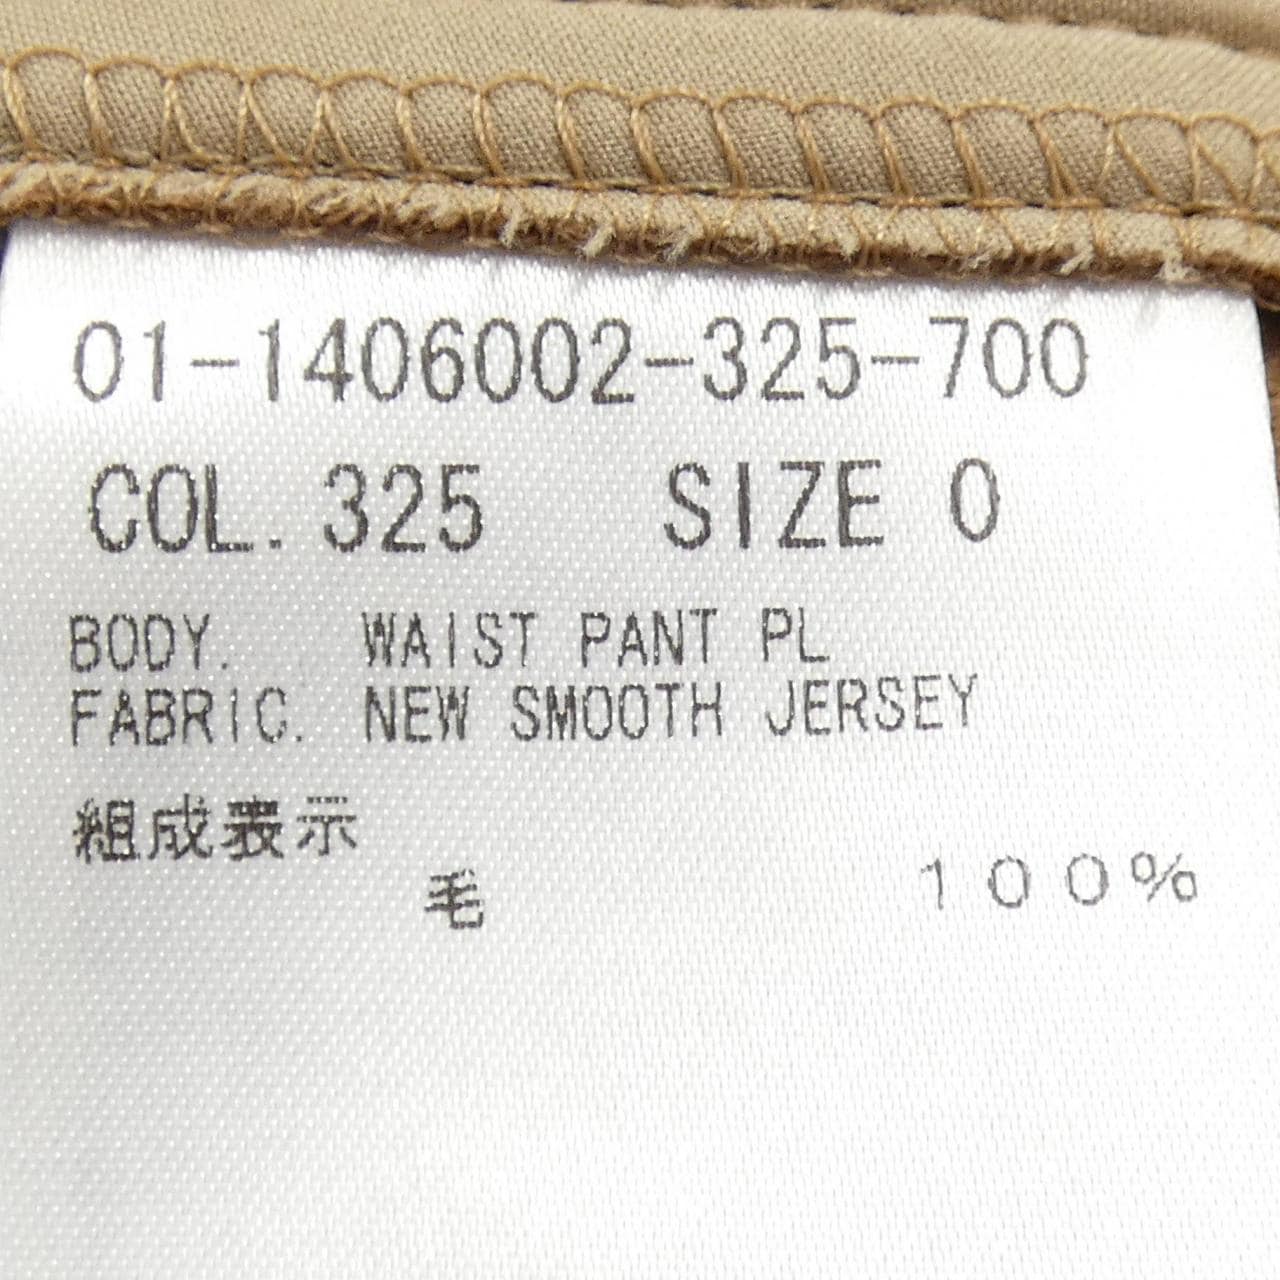 01-1406002-325-700
COL. 325 SIZE 0
BODY. WAIST PANT PL
FABRIC. NEW SMOOTH JERSEY
組成表示
毛 100%